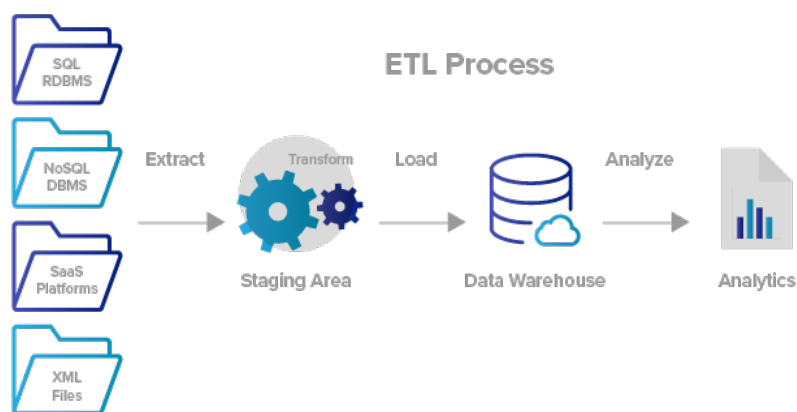 SQL
RDBMS
ETL Process
NoSQL
DBMS
Extract
Transform
Load
Analyze
SaaS
Platforms
Staging Area
Data Warehouse
Analytics
XML
Files